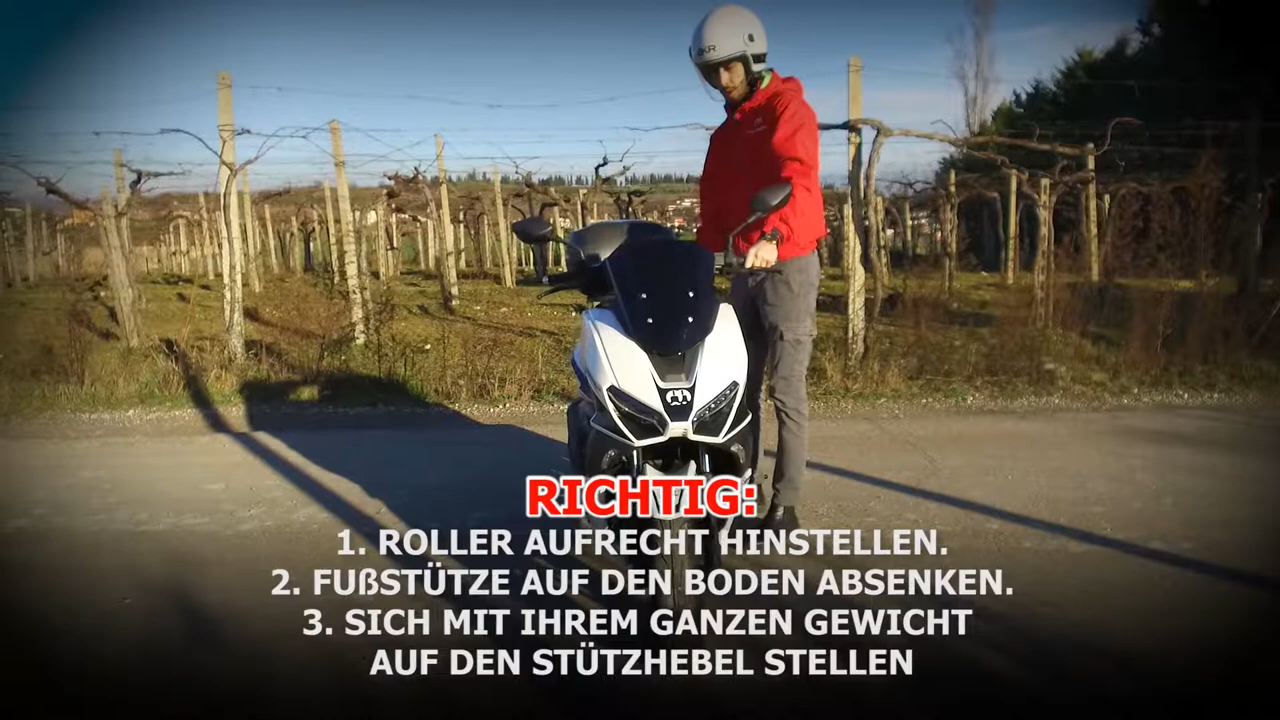 RICHTIG:
1. ROLLER AUFRECHT HINSTELLEN.
2. FUßSTÜTZE AUF DEN BODEN ABSENKEN.
3. SICH MIT IHREM GANZEN GEWICHT
AUF DEN STÜTZHEBEL STELLEN